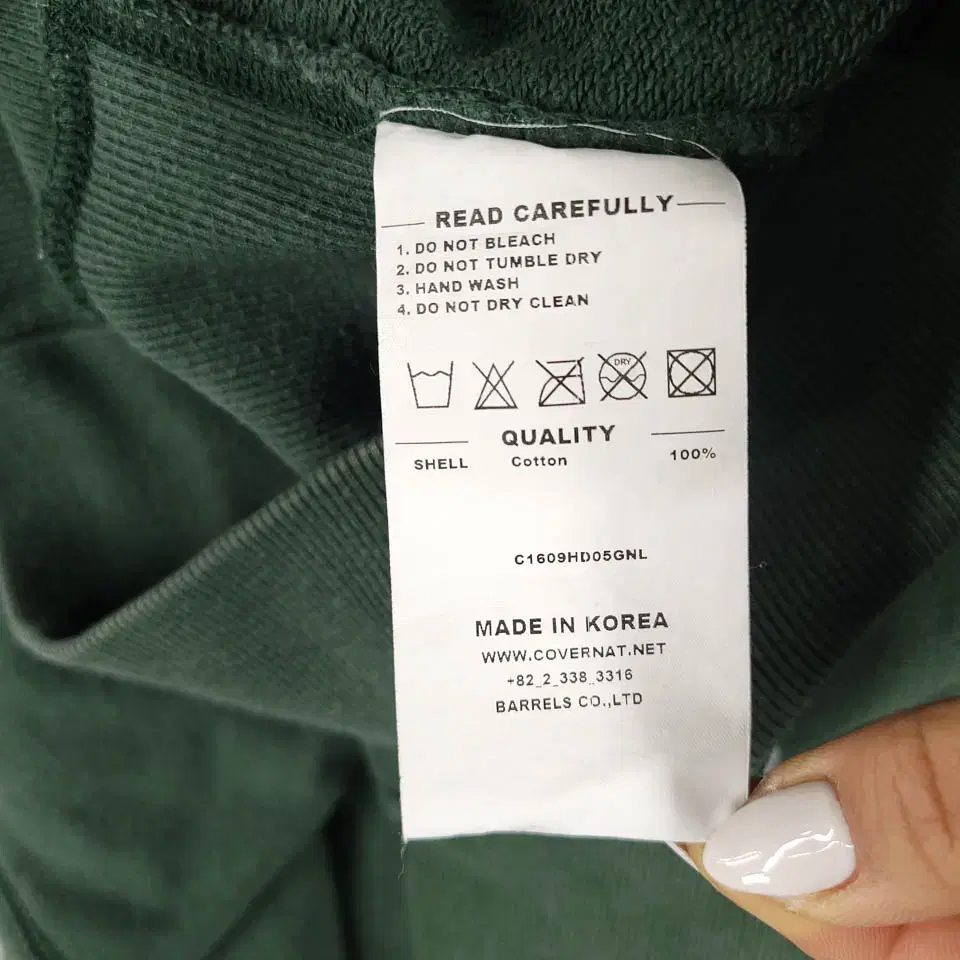 READ CAREFULLY
1. DO NOT BLEACH
2. DO NOT TUMBLE DRY
3. HAND WASH
4. DO NOT DRY CLEAN
DRY
QUALITY
SHELL Cotton 100%
C1609HD05GNL
MADE IN KOREA
WWW.COVERNAT.NET
+82_2_338_3316
BARRELS CO.,LTD